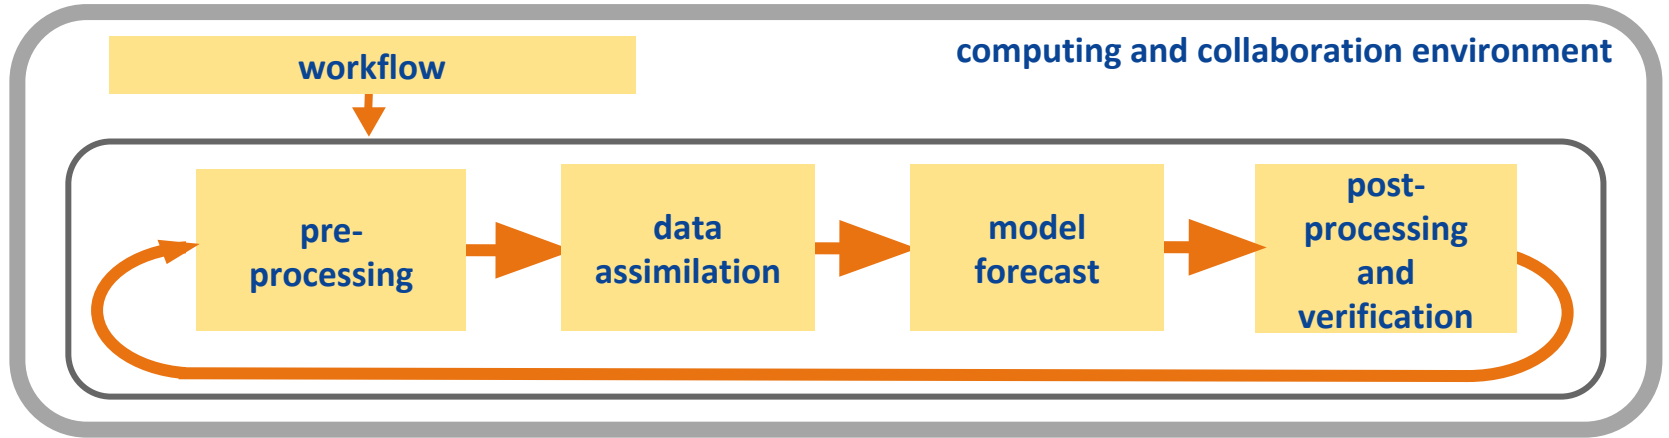 computing and collaboration environment
workflow
pre-
processing
data
assimilation
model
forecast
post-
processing
and
verification